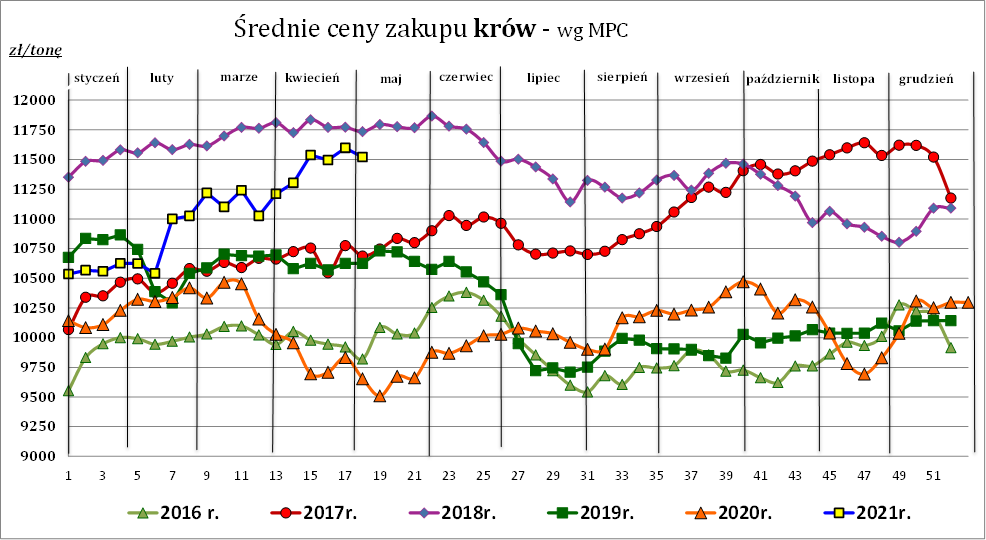 Średnie ceny zakupu krów - wg MPC
zł/tonę
styczeń luty marze kwiecień maj czerwiec lipiec sierpień wrzesień październik listopa grudzień
12000
11750
11500
11250
11000
10750
10500
10250
10000
9750
9500
9250
9000
1 3 5 7 9 11 13 15 17 19 21 23 25 27 29 31 33 35 37 39 41 43 45 47 49 51
2016 r. 2017r. 2018r. 2019r. 2020r. 2021r.